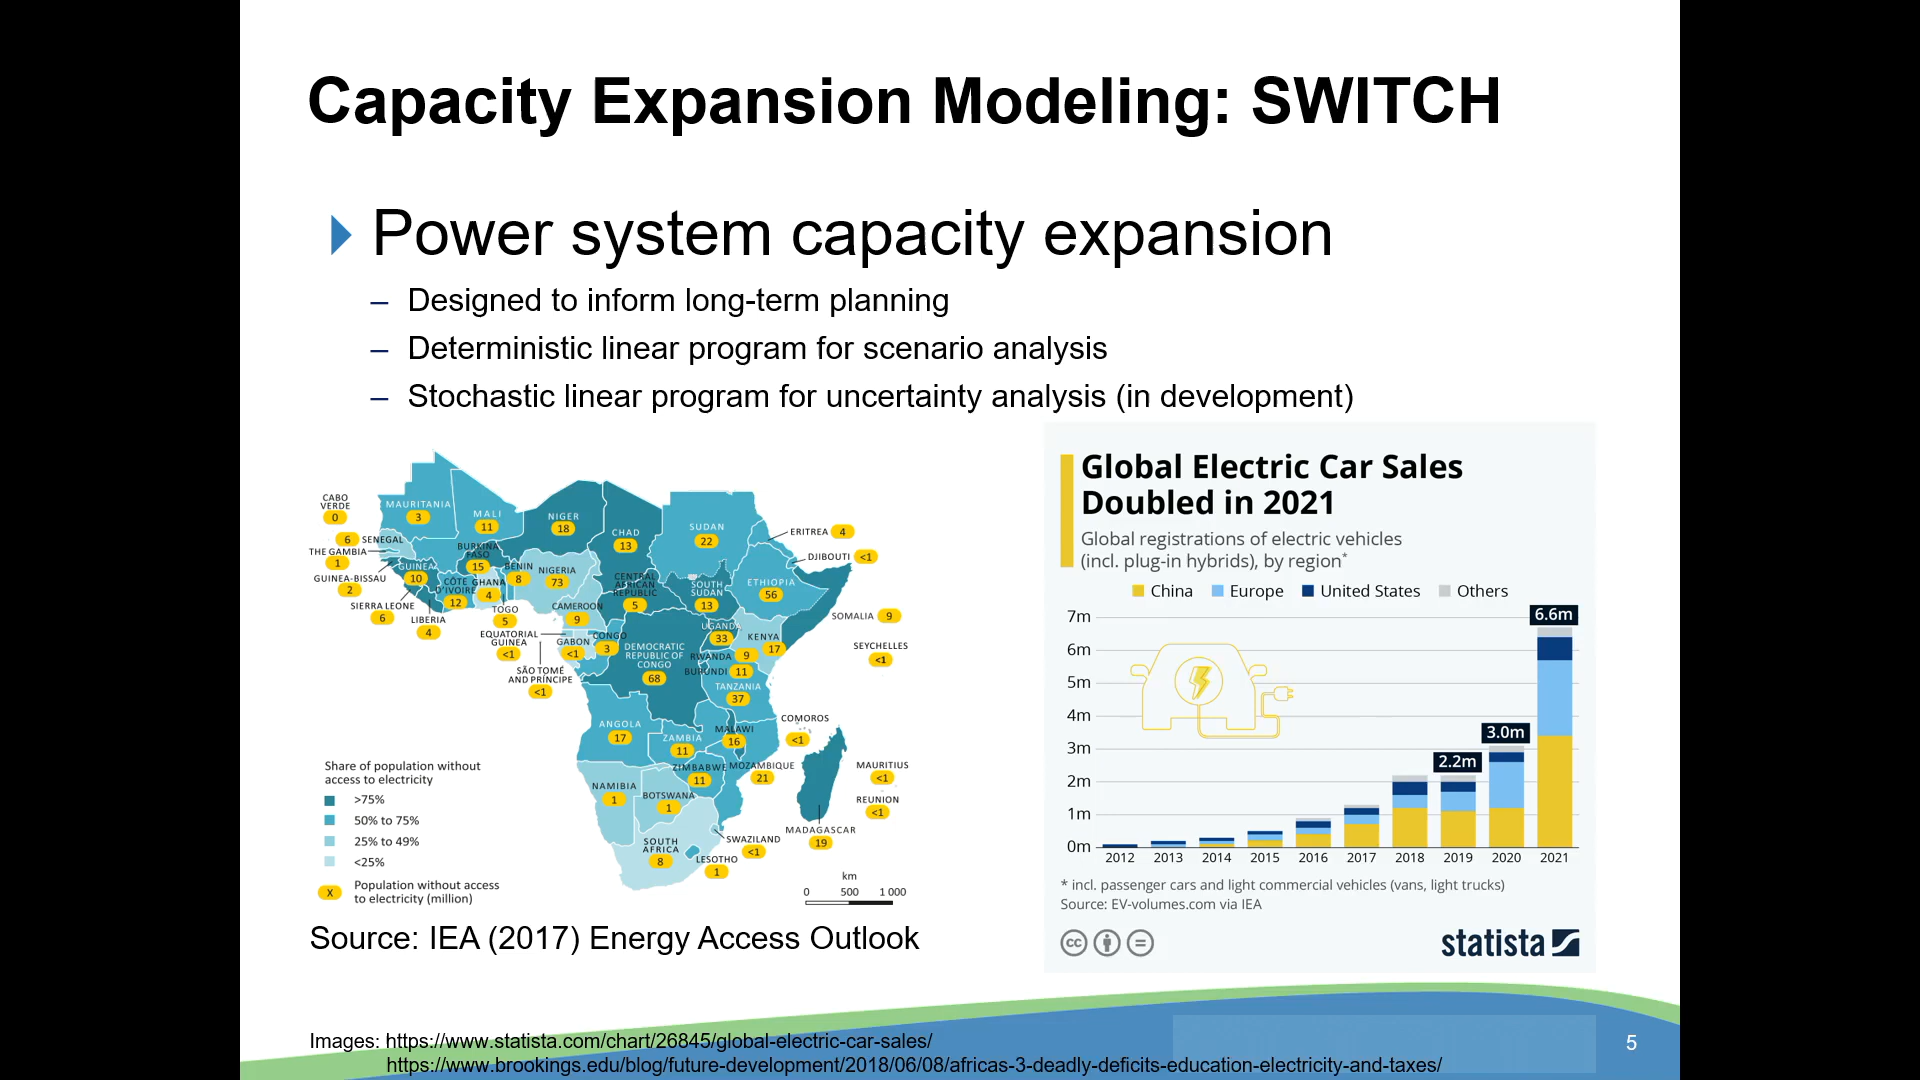 Capacity Expansion Modeling: SWITCH
Power system capacity expansion
– Designed to inform long-term planning
– Deterministic linear program for scenario analysis
– Stochastic linear program for uncertainty analysis (in development)
CABO
VERDE
0
MAURITANIA
3
MALI
11
NIGER
18
CHAD
13
SUDAN
22
ERITREA 4
6 SENEGAL
THE GAMBIA
1
GUINEA-BISSAU
2
GUINEA
10
BURKINA
FASO
15
BENIN
8
NIGERIA
73
DJIBOUTI <1
CÔTE
D'IVOIRE
12
GHANA
4
CENTRAL
AFRICAN
REPUBLIC
5
SOUTH
SUDAN
13
ETHIOPIA
56
SIERRA LEONE
6
LIBERIA
4
TOGO
5
CAMEROON
9
SOMALIA 9
EQUATORIAL
GUINEA
<1
GABON
<1
CONGO
3
DEMOCRATIC
REPUBLIC OF
CONGO
68
UGANDA
33
KENYA
17
SEYCHELLES
<1
RWANDA 9
BURUNDI 11
SÃO TOMÉ
AND PRÍNCIPE
<1
TANZANIA
37
ANGOLA
17
ZAMBIA
11
MALAWI
16
COMOROS
<1
ZIMBABWE
11
MOZAMBIQUE
21
MAURITIUS
<1
NAMIBIA
1
BOTSWANA
1
REUNION
<1
MADAGASCAR
19
SOUTH
AFRICA
8
SWAZILAND
<1
LESOTHO
1
Share of population without
access to electricity
>75%
50% to 75%
25% to 49%
<25%
X Population without access
to electricity (million)
km
0 500 1 000
Source: IEA (2017) Energy Access Outlook
Global Electric Car Sales
Doubled in 2021
Global registrations of electric vehicles
(incl. plug-in hybrids), by region*
China Europe United States Others
7m
6m
5m
4m
3m
2m
1m
0m
2.2m
3.0m
6.6m
2012 2013 2014 2015 2016 2017 2018 2019 2020 2021
* incl. passenger cars and light commercial vehicles (vans, light trucks)
Source: EV-volumes.com via IEA
cc
statista
Images: https://www.statista.com/chart/26845/global-electric-car-sales/
https://www.brookings.edu/blog/future-development/2018/06/08/africas-3-deadly-deficits-education-electricity-and-taxes/
5